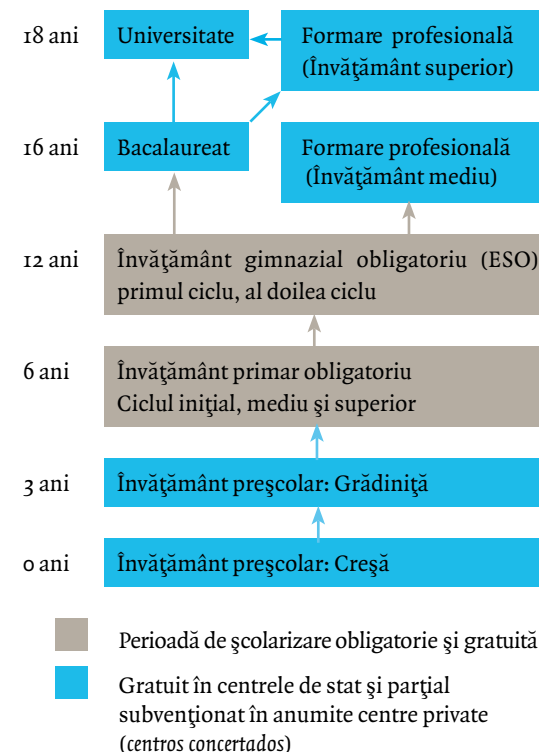 18 ani
Universitate
Formare profesională
(Învăţământ superior)
16 ani
Bacalaureat
Formare profesională
(Învăţământ mediu)
12 ani
Învăţământ gimnazial obligatoriu (ESO)
primul ciclu, al doilea ciclu
6 ani
Învăţământ primar obligatoriu
Ciclul iniţial, mediu şi superior
3 ani
Învăţământ preşcolar: Grădiniţă
0 ani
Învăţământ preşcolar: Creşă
Perioadă de şcolarizare obligatorie şi gratuită
Gratuit în centrele de stat şi parţial
subvenţionat în anumite centre private
(centros concertados)